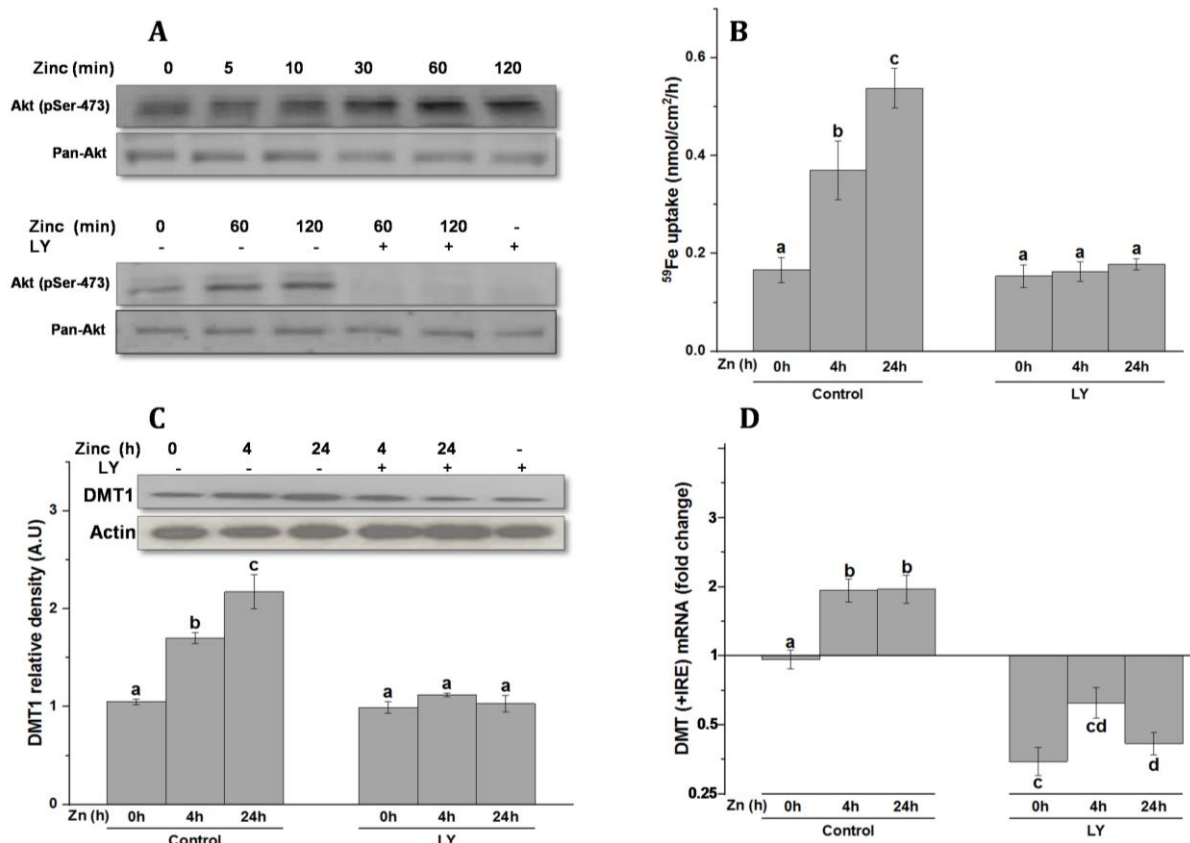 A
Zinc (min) 0 5 10 30 60 120
Akt (pSer-473)
Pan-Akt
Zinc (min) 0 60 120 60 120 -
LY - - - + + +
Akt (pSer-473)
Pan-Akt
B
59Fe uptake (nmol/cm2/h)
0.6
0.4
0.2
0.0
a b c a a a
Zn (h) 0h 4h 24h 0h 4h 24h
Control LY
C
Zinc (h) 0 4 24 4 24 -
LY - - - + + +
DMT1
Actin
DMT1 relative density (A.U)
3
2
1
0
a b c a a a
Zn (h) 0h 4h 24h 0h 4h 24h
Control LY
D
DMT (+IRE) mRNA (fold change)
3
2
1
0.5
0.25
a b b c cd d
Zn (h) 0h 4h 24h 0h 4h 24h
Control LY